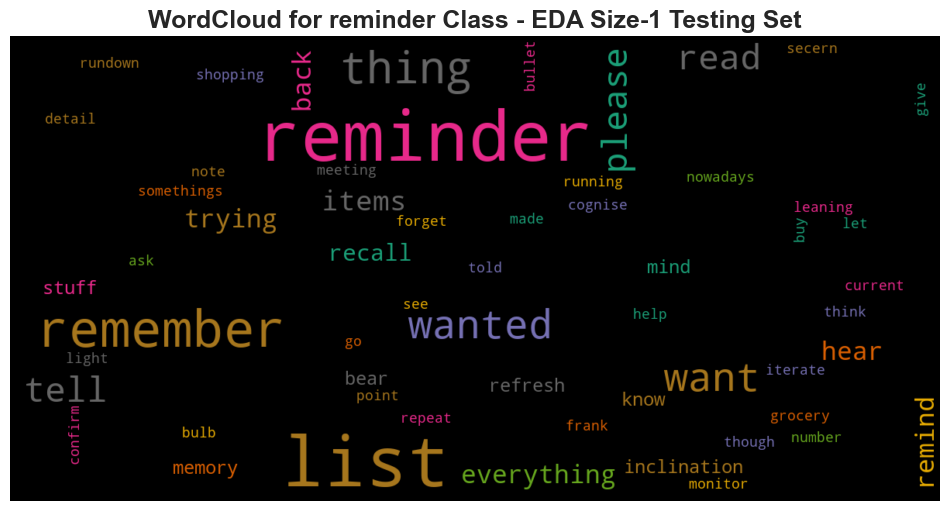 WordCloud for reminder Class - EDA Size-1 Testing Set
rundown
shopping
back
thing
bullet
please
read
secern
give
detail
reminder
note
meeting
somethings
items
running
cognise
nowadays
trying
forget
made
leaning
buy
let
ask
recall
told
mind
stuff
current
remember
see
wanted
help
think
go
hear
light
tell
bear
refresh
want
iterate
point
know
confirm
repeat
frank
grocery
remind
bulb
though
number
memory
list
everything
inclination
monitor